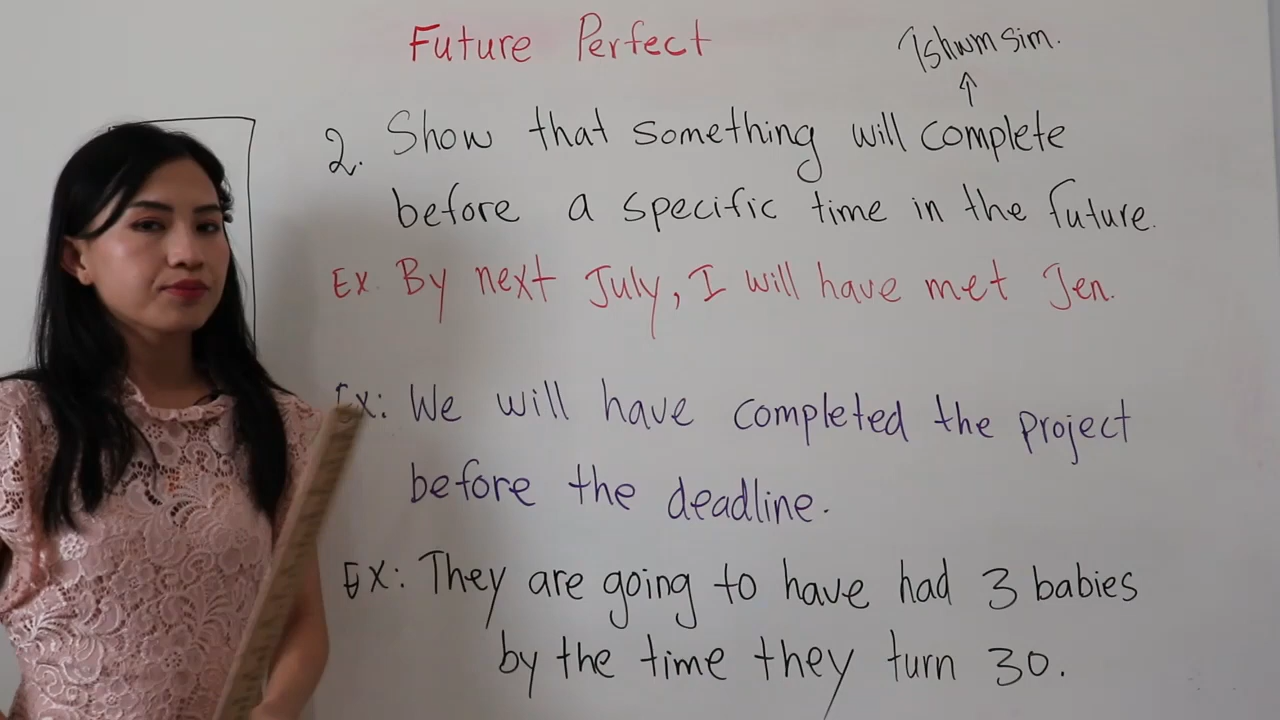 Future Perfect
Tshwm sim.
2. Show that something will complete
before a specific time in the future.
Ex. By next July, I will have met Jen.
Ex: We will have completed the project
before the deadline.
Ex: They are going to have had 3 babies
by the time they turn 30.